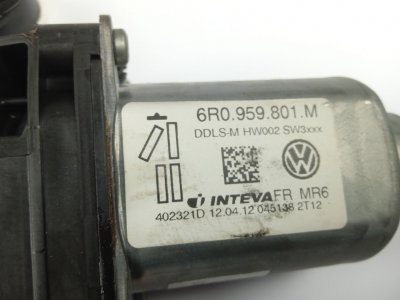 6R0.959.801.M
DDLS-M HW002 SW3xxx
INTEVA FR MR6
402321D 12.04.12 045138 2T12